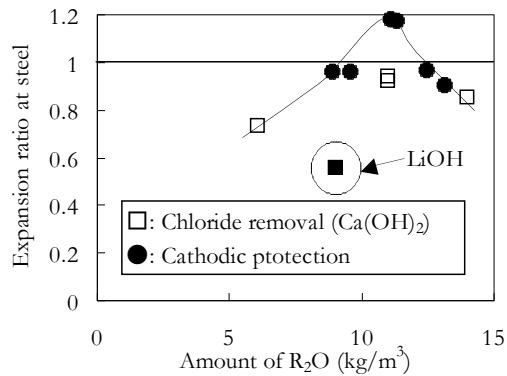 Expansion ratio at steel
1.2
1
0.8
0.6
0.4
0.2
0
LiOH
□: Chloride removal (Ca(OH)₂)
●: Cathodic ptotection
0 5 10 15
Amount of R₂O (kg/m³)